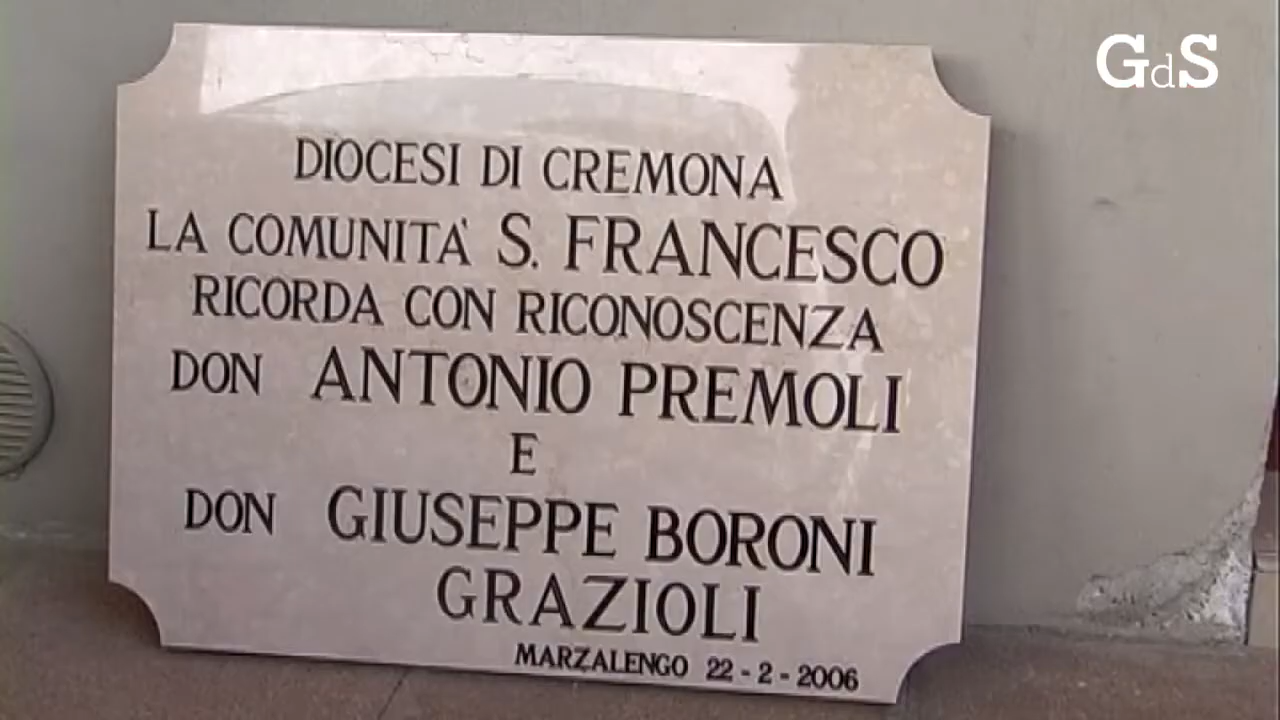 GdS
DIOCESI DI CREMONA
LA COMUNITA' S. FRANCESCO
RICORDA CON RICONOSCENZA
DON ANTONIO PREMOLI
E
DON GIUSEPPE BORONI
GRAZIOLI
MARZALENGO 22-2-2006